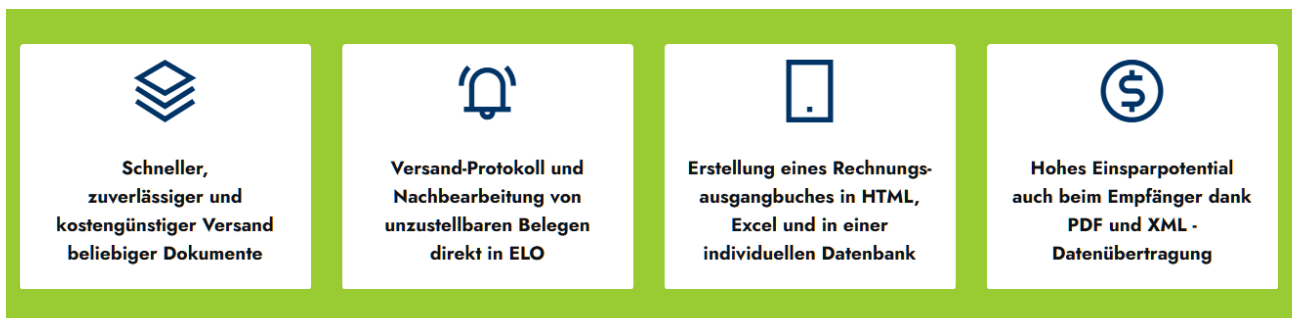 Schneller,
zuverlässiger und
kostengünstiger Versand
beliebiger Dokumente
Versand-Protokoll und
Nachbearbeitung von
unzustellbaren Belegen
direkt in ELO
Erstellung eines Rechnungs-
ausgangbuches in HTML,
Excel und in einer
individuellen Datenbank
Hohes Einsparpotential
auch beim Empfänger dank
PDF und XML -
Datenübertragung